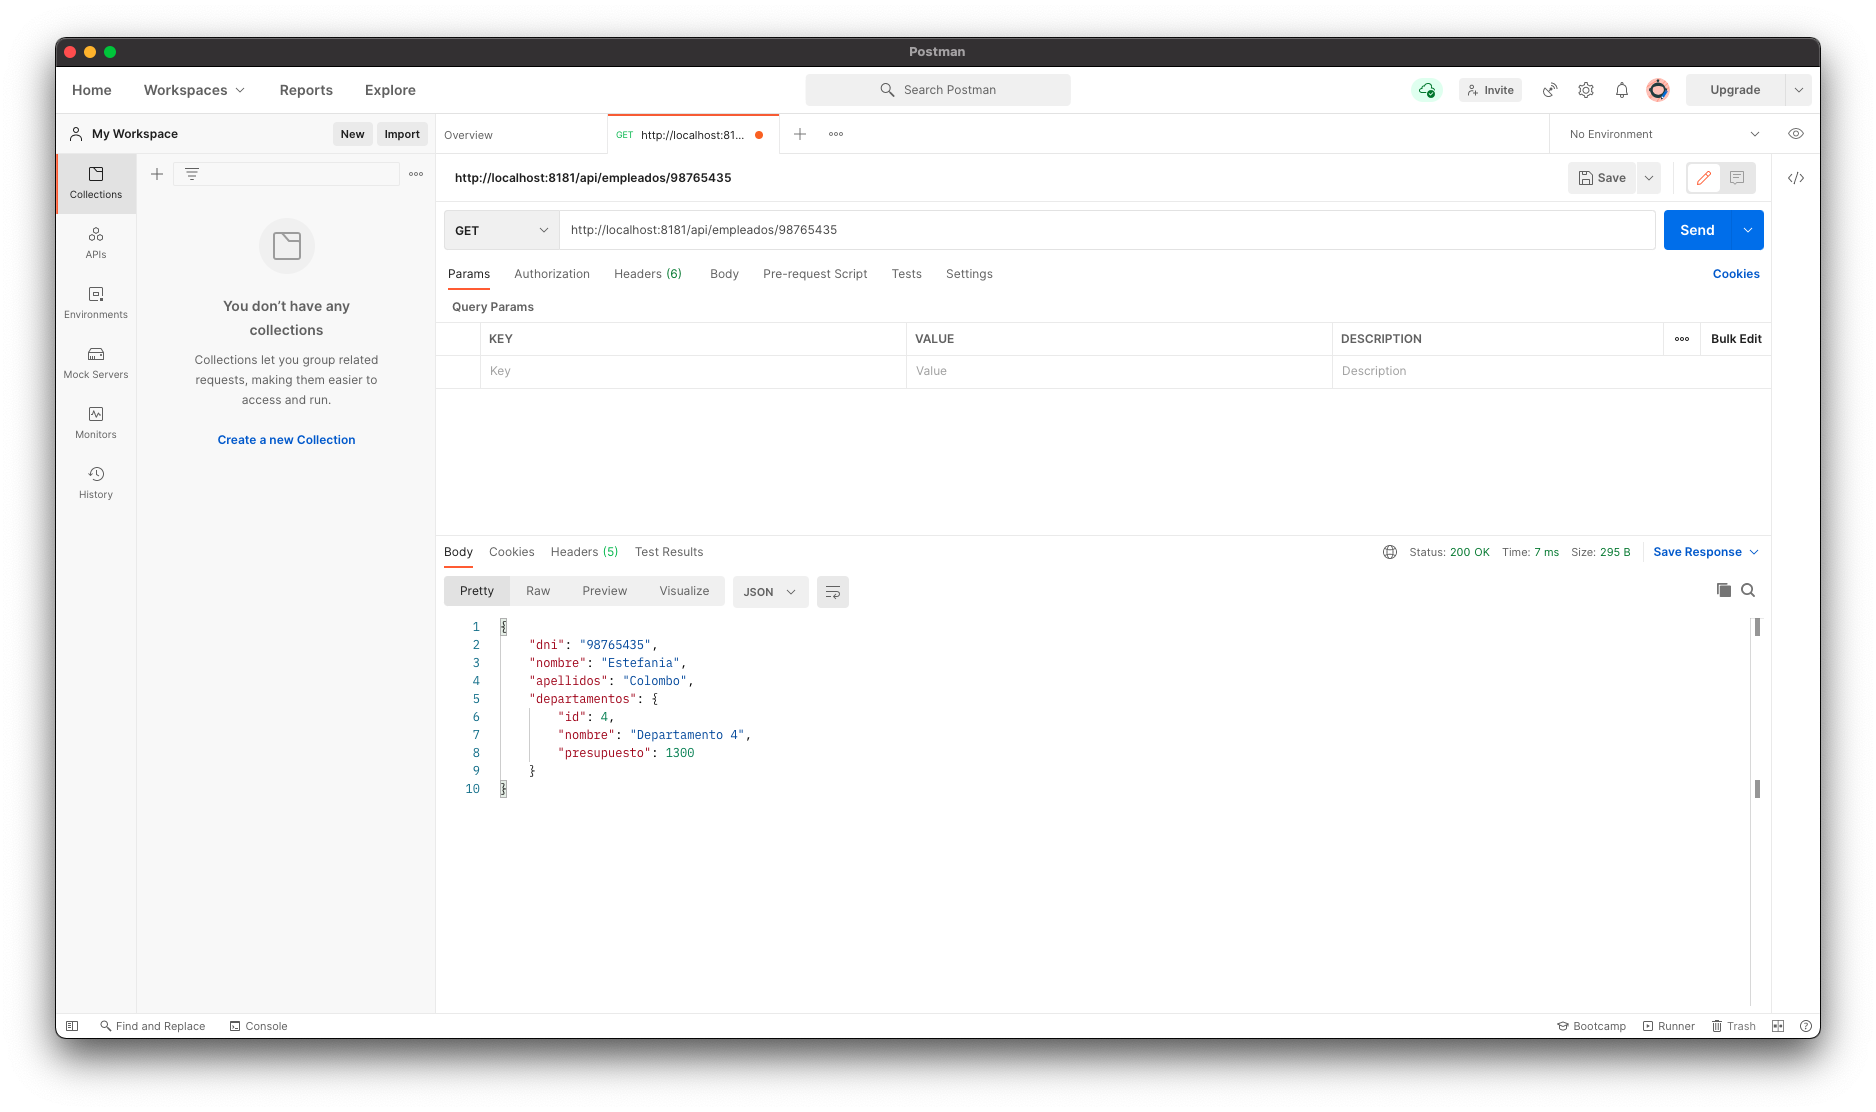 Postman
Home Workspaces Reports Explore Search Postman Invite Upgrade
My Workspace New Import Overview GET http://localhost:81... No Environment
Collections
APIs
Environments
Mock Servers
Monitors
History
You don't have any
collections
Collections let you group related
requests, making them easier to
access and run.
Create a new Collection
http://localhost:8181/api/empleados/98765435 Save
GET http://localhost:8181/api/empleados/98765435 Send
Params Authorization Headers (6) Body Pre-request Script Tests Settings Cookies
Query Params
KEY VALUE DESCRIPTION Bulk Edit
Key Value Description
Body Cookies Headers (5) Test Results Status: 200 OK Time: 7 ms Size: 295 B Save Response
Pretty Raw Preview Visualize JSON
1 {
2 "dni": "98765435",
3 "nombre": "Estefania",
4 "apellidos": "Colombo",
5 "departamentos": {
6 "id": 4,
7 "nombre": "Departamento 4",
8 "presupuesto": 1300
9 }
10 }
Find and Replace Console Bootcamp Runner Trash